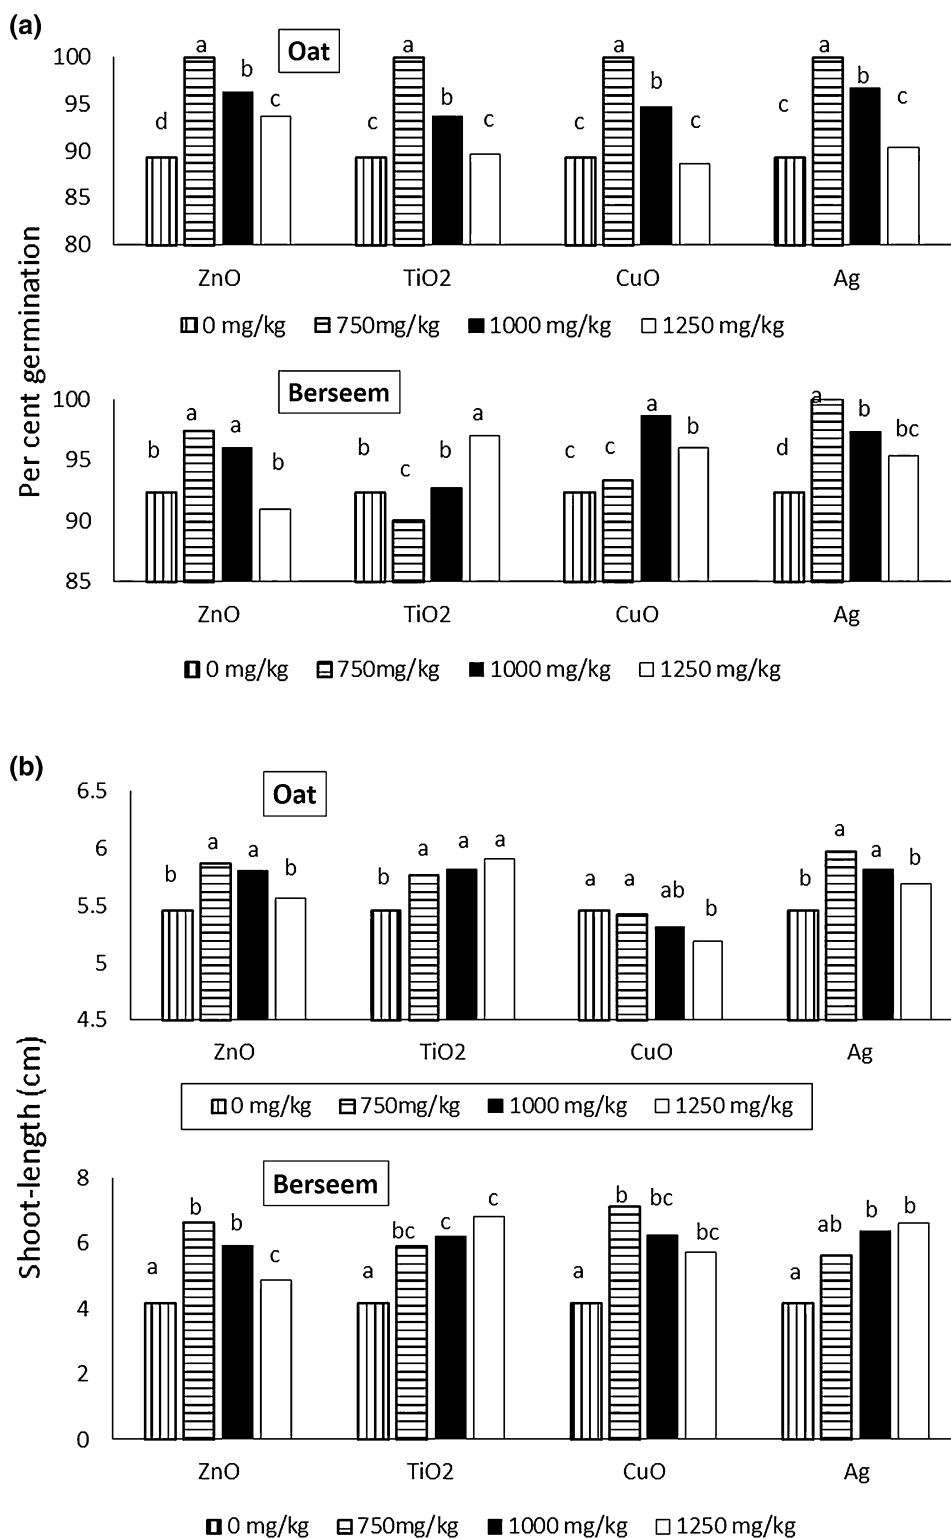 (a)
Oat
Per cent germination
100
95
90
85
80
d a b c c a b c c a b c c a b c
ZnO TiO2 CuO Ag
0 mg/kg 750mg/kg 1000 mg/kg 1250 mg/kg
Berseem
100
95
90
85
b a a b b c b a c c a b d a b bc
ZnO TiO2 CuO Ag
0 mg/kg 750mg/kg 1000 mg/kg 1250 mg/kg
(b)
Oat
Shoot-length (cm)
6.5
6
5.5
5
4.5
b a a b b a a a a a ab b b a a b
ZnO TiO2 CuO Ag
0 mg/kg 750mg/kg 1000 mg/kg 1250 mg/kg
Berseem
8
6
4
2
0
a b b c a bc c c a b bc bc a ab b b
ZnO TiO2 CuO Ag
0 mg/kg 750mg/kg 1000 mg/kg 1250 mg/kg